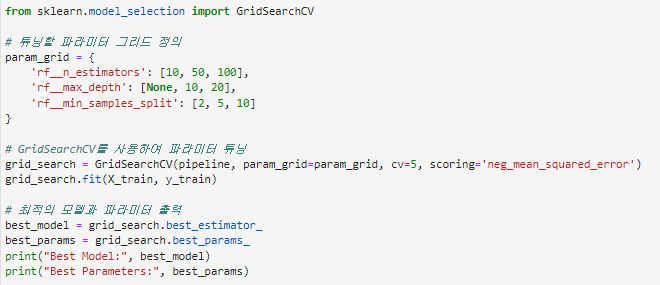 from sklearn.model_selection import GridSearchCV
# 튜닝할 파라미터 그리드 정의
param_grid = {
'rf__n_estimators': [10, 50, 100],
'rf__max_depth': [None, 10, 20],
'rf__min_samples_split': [2, 5, 10]
}
# GridSearchCV를 사용하여 파라미터 튜닝
grid_search = GridSearchCV(pipeline, param_grid=param_grid, cv=5, scoring='neg_mean_squared_error')
grid_search.fit(X_train, y_train)
# 최적의 모델과 파라미터 출력
best_model = grid_search.best_estimator_
best_params = grid_search.best_params_
print("Best Model:", best_model)
print("Best Parameters:", best_params)